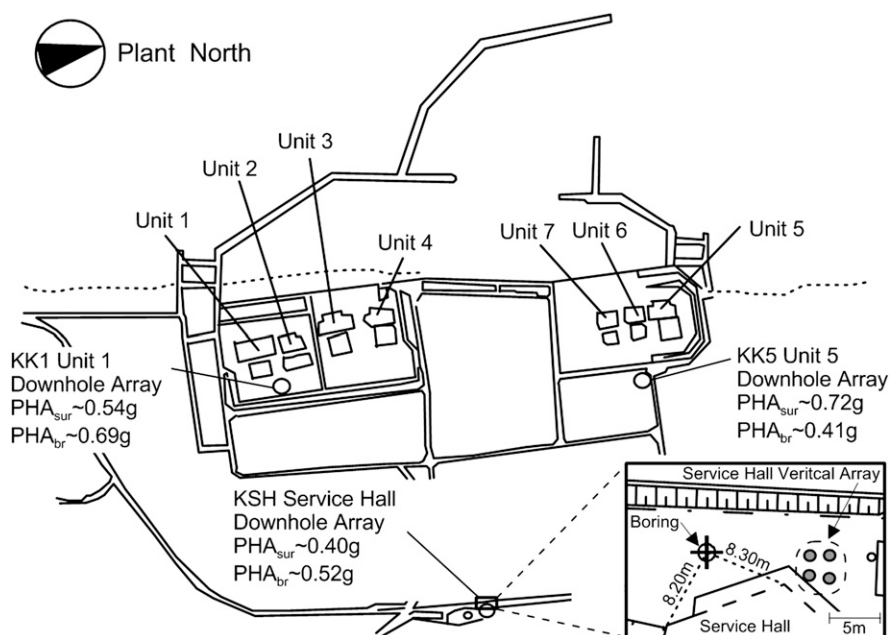 Plant North
Unit 3
Unit 2
Unit 1
Unit 4
Unit 7
Unit 6
Unit 5
KK1 Unit 1
Downhole Array
PHAsur~0.54g
PHAbr~0.69g
KK5 Unit 5
Downhole Array
PHAsur~0.72g
PHAbr~0.41g
KSH Service Hall
Downhole Array
PHAsur~0.40g
PHAbr~0.52g
Service Hall Veritcal Array
Boring
8.30m
8.20m
Service Hall
5m